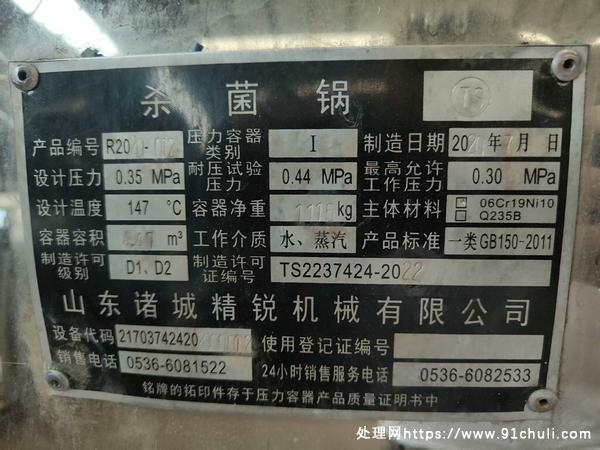 杀菌锅 TS
产品编号 压力容器类别 I 制造日期 年7月 日
设计压力 0.35 MPa 耐压试验压力 0.44 MPa 最高允许工作压力 0.30 MPa
设计温度 147 ℃ 容器净重 kg 主体材料 06Cr19Ni10 Q235B
容器容积 m³ 工作介质 水、蒸汽 产品标准 一类GB150-2011
制造许可级别 D1、D2 制造许可证编号 TS2237424-2022
山东诸城精锐机械有限公司
设备代码 使用登记证编号
销售电话 0536-6081522 24小时销售服务电话 0536-6082533
铭牌的拓印件存于压力容器产品质量证明书中
处理网https://www.91chuli.com/